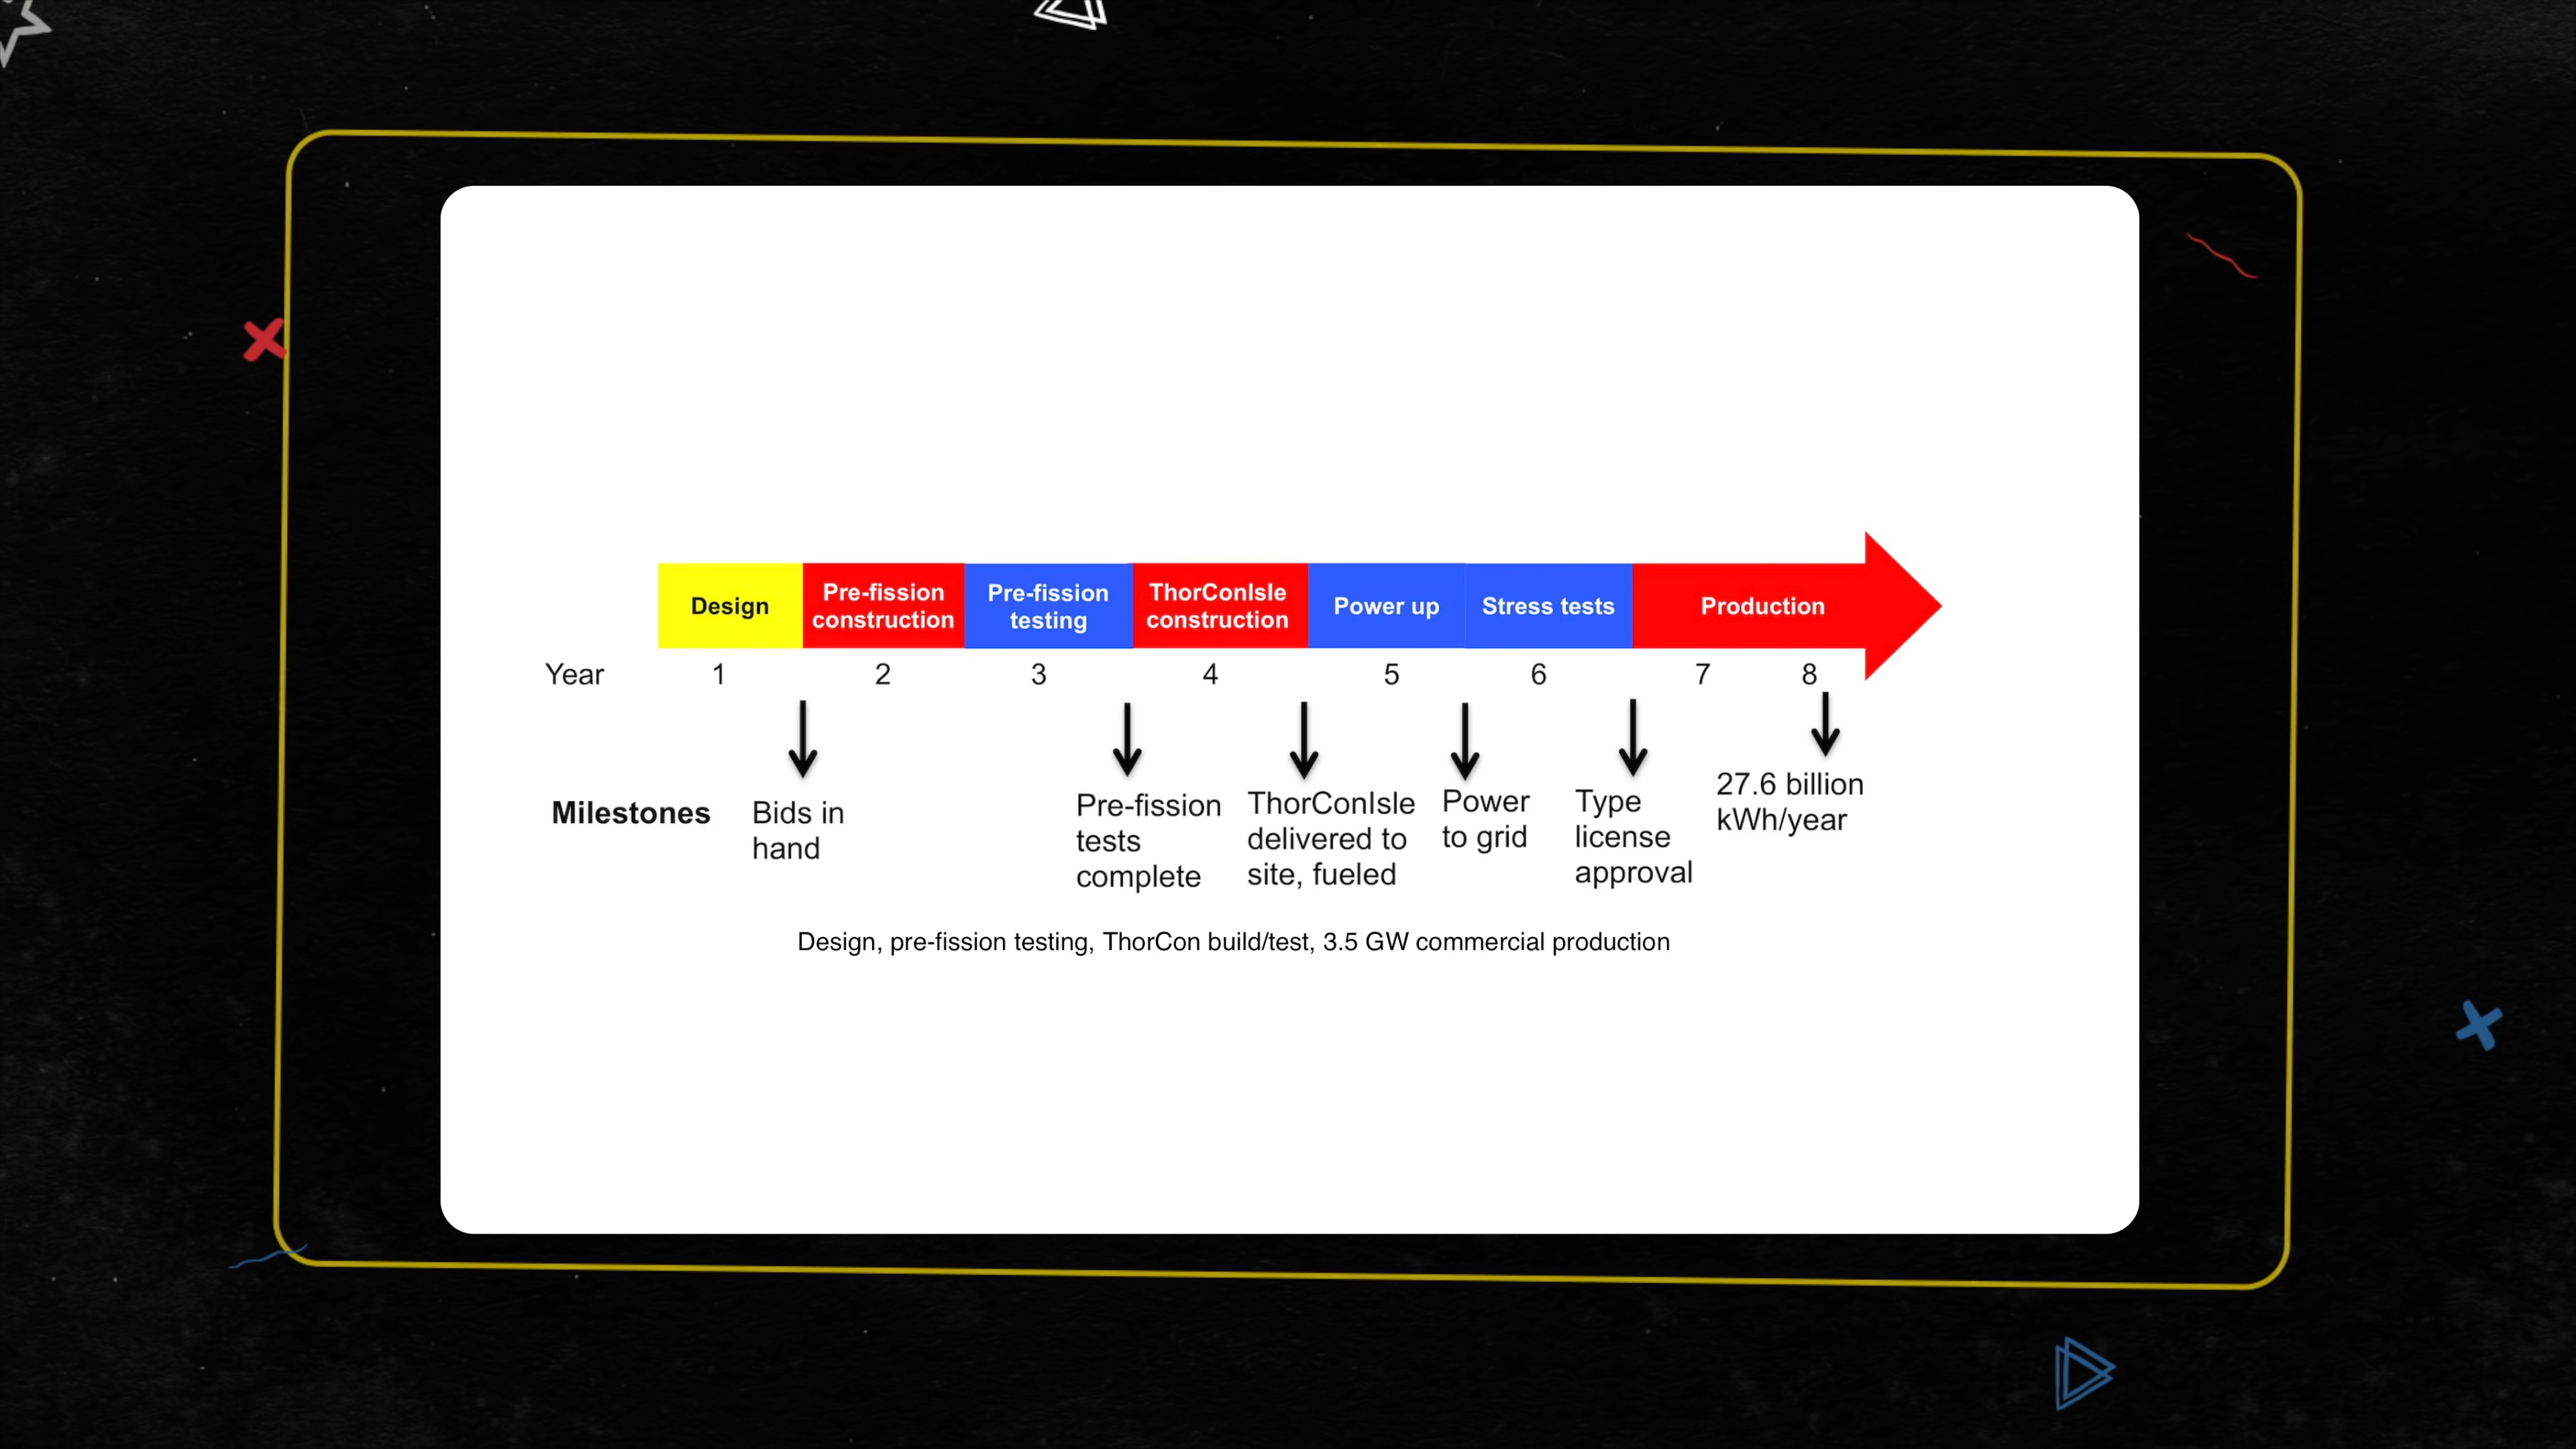 Design
Pre-fission
construction
Pre-fission
testing
ThorConIsle
construction
Power up
Stress tests
Production
Year 1 2 3 4 5 6 7 8
Milestones
Bids in
hand
Pre-fission
tests
complete
ThorConIsle
delivered to
site, fueled
Power
to grid
Type
license
approval
27.6 billion
kWh/year
Design, pre-fission testing, ThorCon build/test, 3.5 GW commercial production